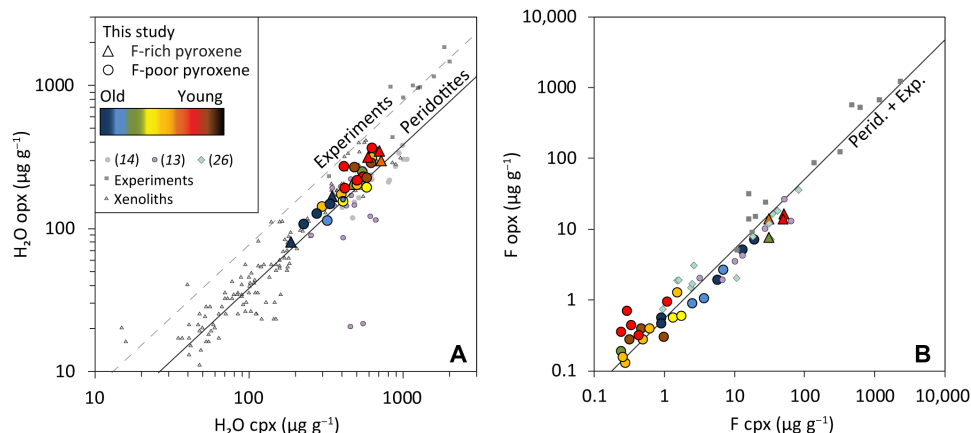 This study
F-rich pyroxene
F-poor pyroxene
Old Young
(14) (13) (26)
Experiments
Xenoliths
Experiments
Peridotites
1000
100
10
10 100 1000
H₂O opx (µg g⁻¹)
H₂O cpx (µg g⁻¹)
A
10,000
1000
100
10
1
0.1
0.1 1 10 100 1000 10,000
F opx (µg g⁻¹)
F cpx (µg g⁻¹)
Perid. + Exp.
B